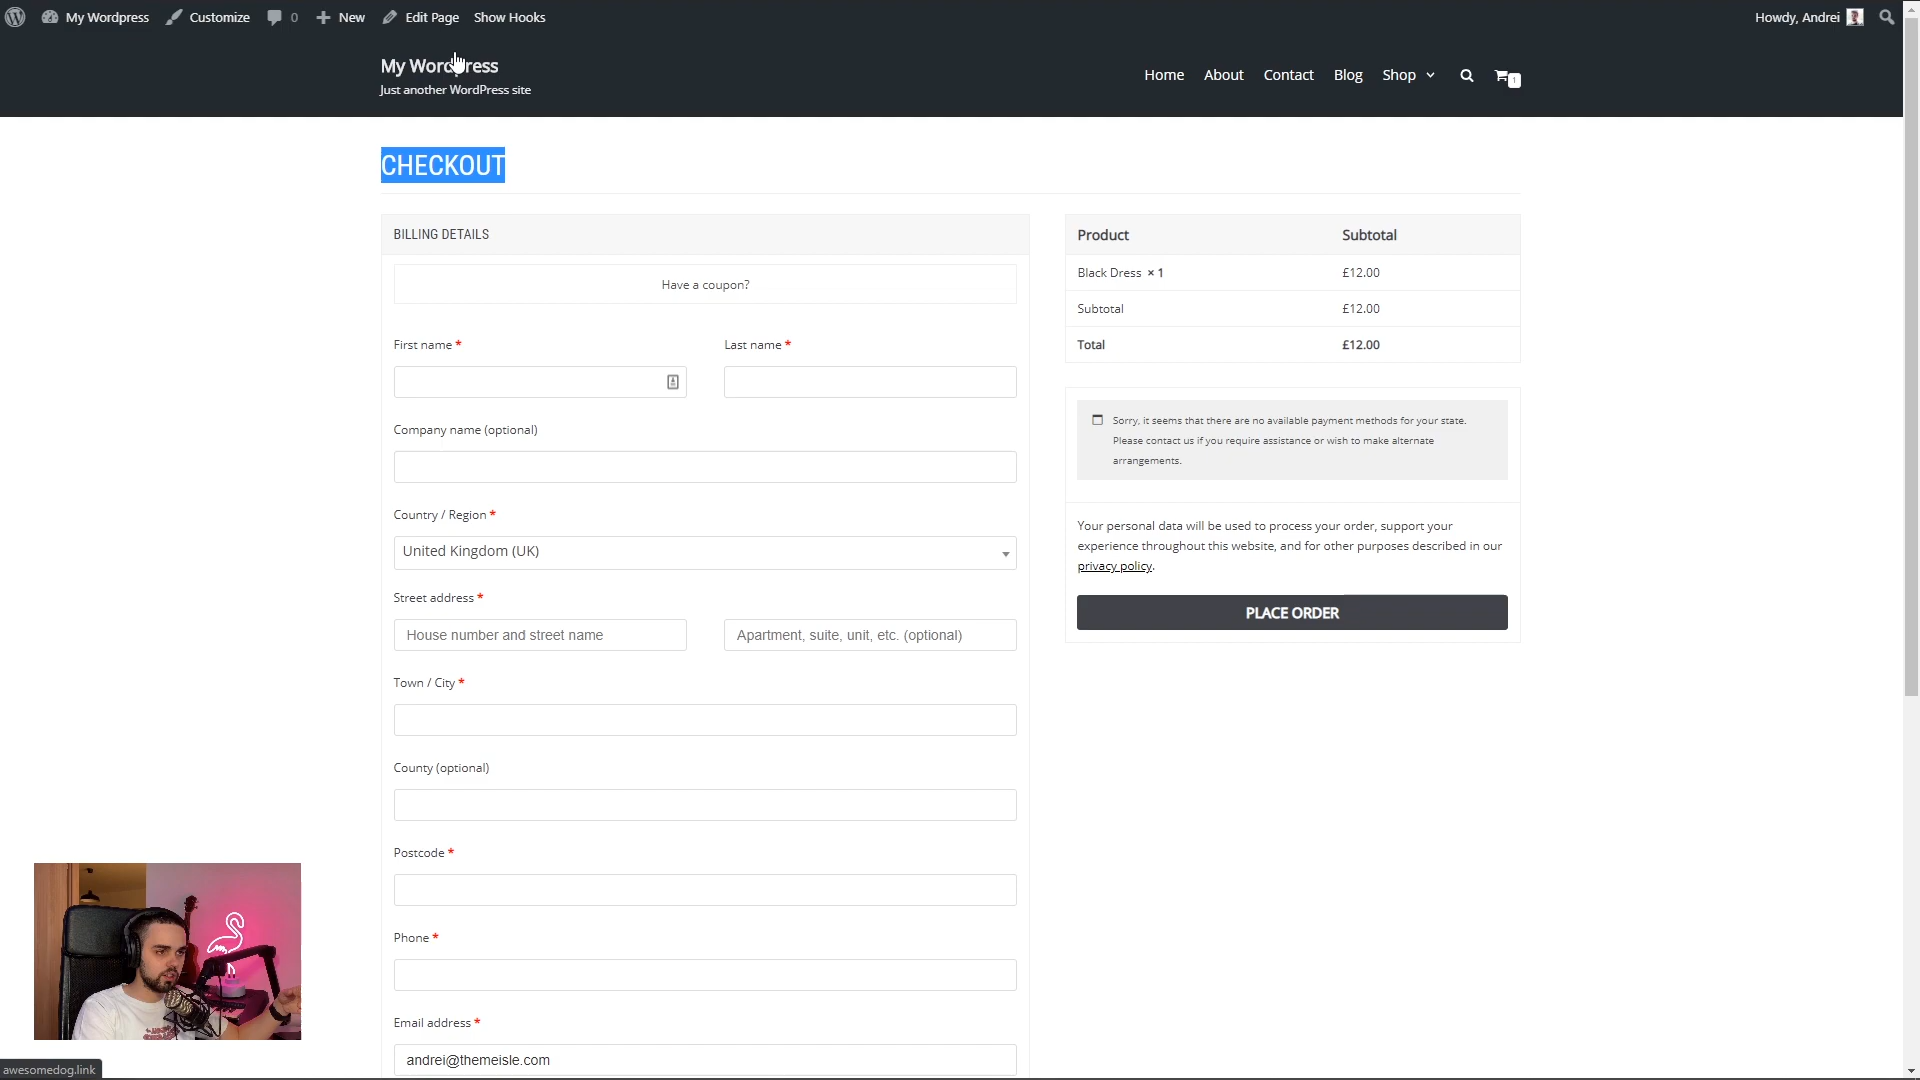 My Wordpress Customize 0 New Edit Page Show Hooks Howdy, Andrei
My Wordpress
Just another WordPress site
Home About Contact Blog Shop 1
CHECKOUT
BILLING DETAILS
Have a coupon?
First name *
Last name *
Company name (optional)
Country / Region *
United Kingdom (UK)
Street address *
House number and street name
Apartment, suite, unit, etc. (optional)
Town / City *
County (optional)
Postcode *
Phone *
Email address *
andrei@themeisle.com
Product Subtotal
Black Dress × 1 £12.00
Subtotal £12.00
Total £12.00
Sorry, it seems that there are no available payment methods for your state.
Please contact us if you require assistance or wish to make alternate
arrangements.
Your personal data will be used to process your order, support your
experience throughout this website, and for other purposes described in our
privacy policy.
PLACE ORDER
awesomedog.link